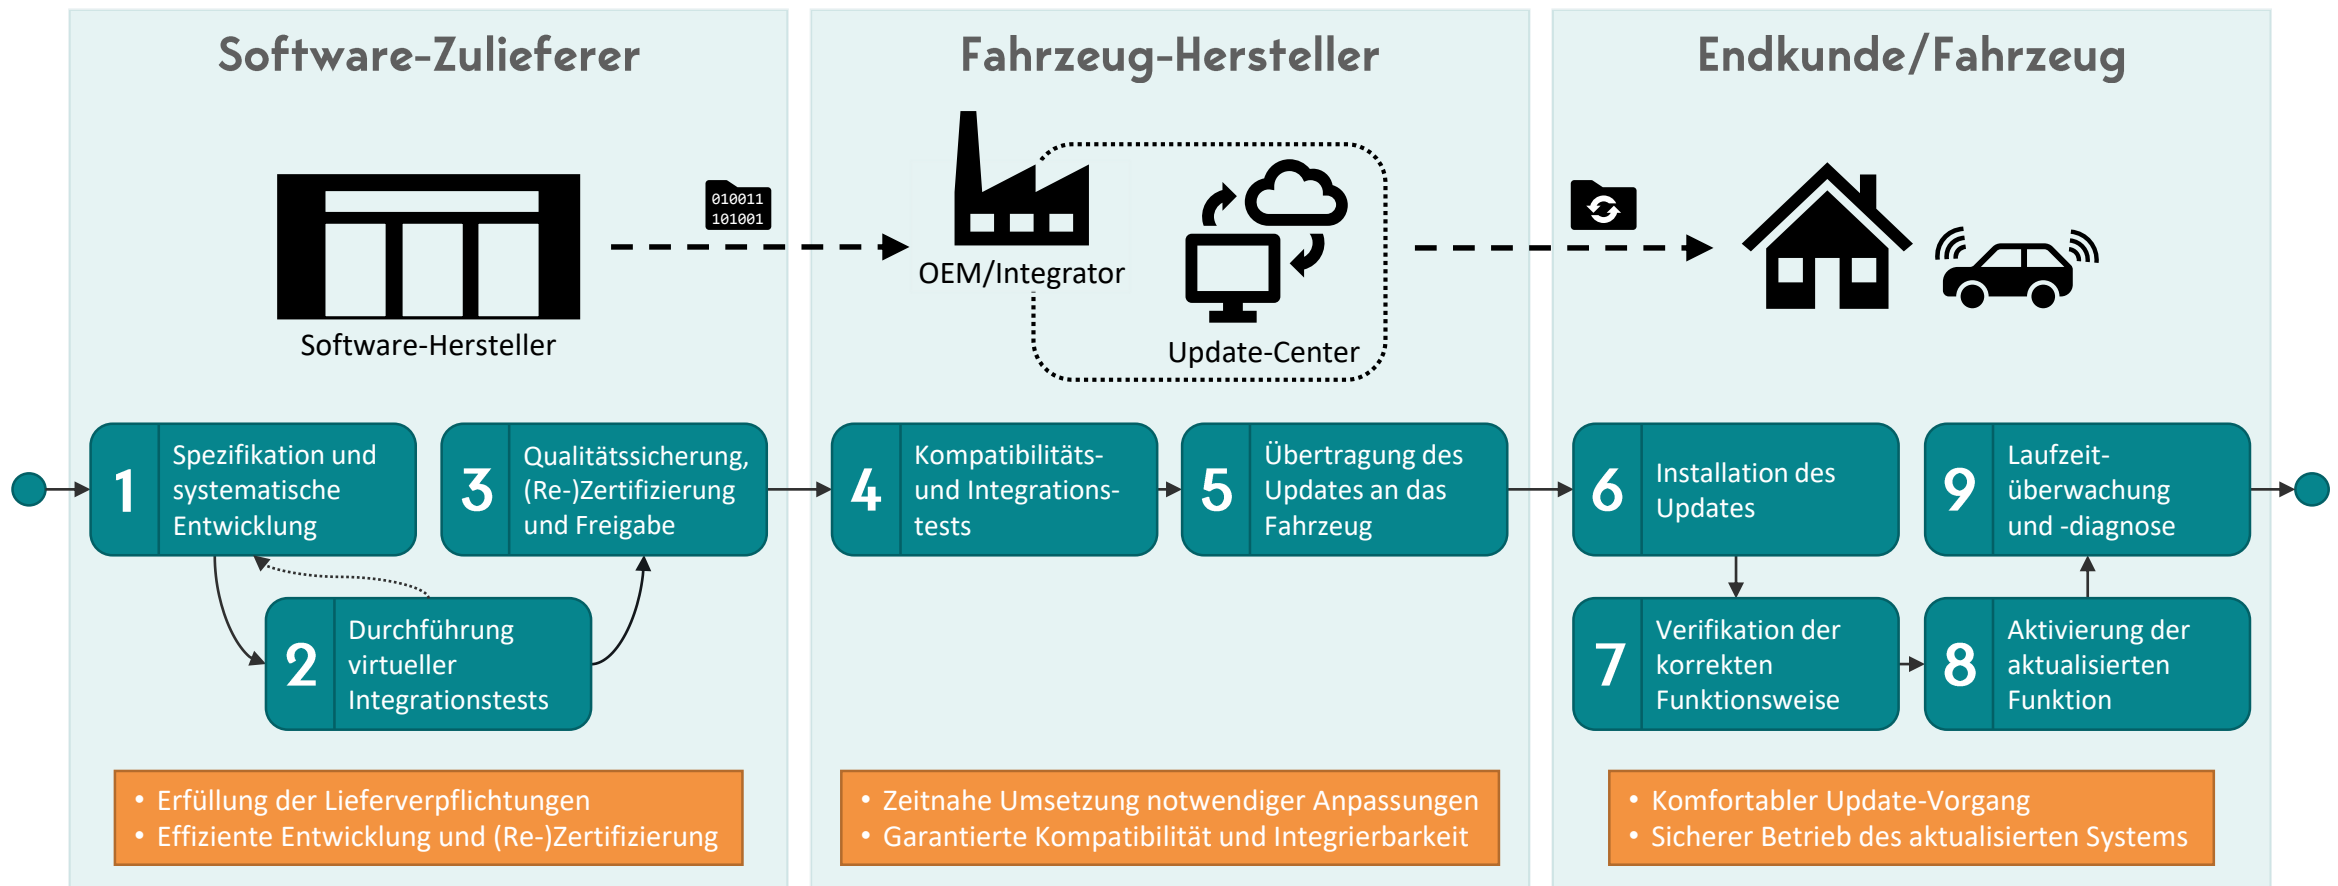 Software-Zulieferer
Software-Hersteller
010011
101001
1
Spezifikation und
systematische
Entwicklung
2
Durchführung
virtueller
Integrationstests
3
Qualitätssicherung,
(Re-)Zertifizierung
und Freigabe
• Erfüllung der Lieferverpflichtungen
• Effiziente Entwicklung und (Re-)Zertifizierung
Fahrzeug-Hersteller
OEM/Integrator
Update-Center
4
Kompatibilitäts-
und Integrations-
tests
5
Übertragung des
Updates an das
Fahrzeug
• Zeitnahe Umsetzung notwendiger Anpassungen
• Garantierte Kompatibilität und Integrierbarkeit
Endkunde/Fahrzeug
6
Installation des
Updates
7
Verifikation der
korrekten
Funktionsweise
8
Aktivierung der
aktualisierten
Funktion
9
Laufzeit-
überwachung
und -diagnose
• Komfortabler Update-Vorgang
• Sicherer Betrieb des aktualisierten Systems